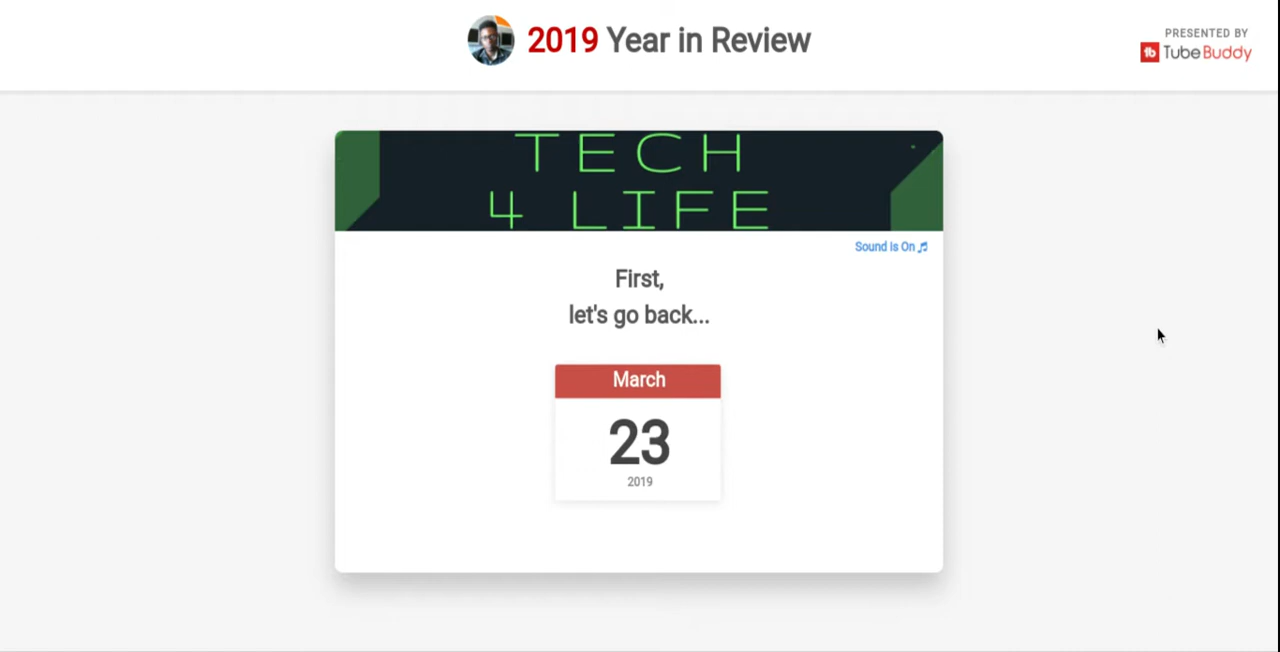 2019 Year in Review
PRESENTED BY
tb TubeBuddy
TECH
4 LIFE
Sound is On
First,
let's go back...
March
23
2019